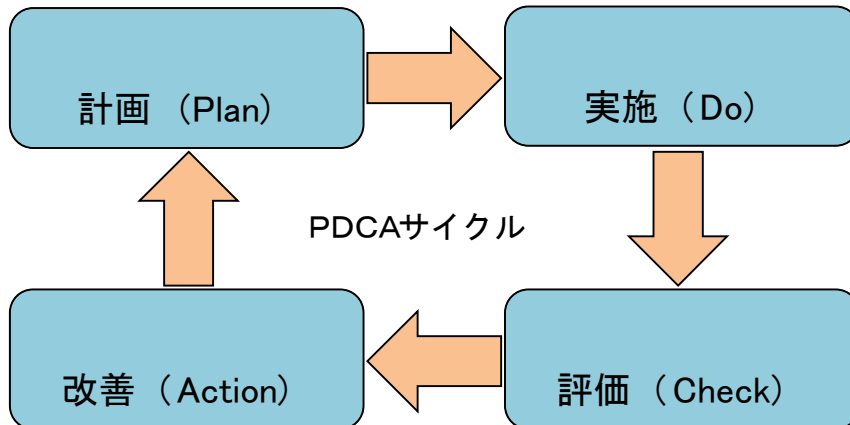 計画（Plan）
実施（Do）
PDCAサイクル
改善（Action）
評価（Check）